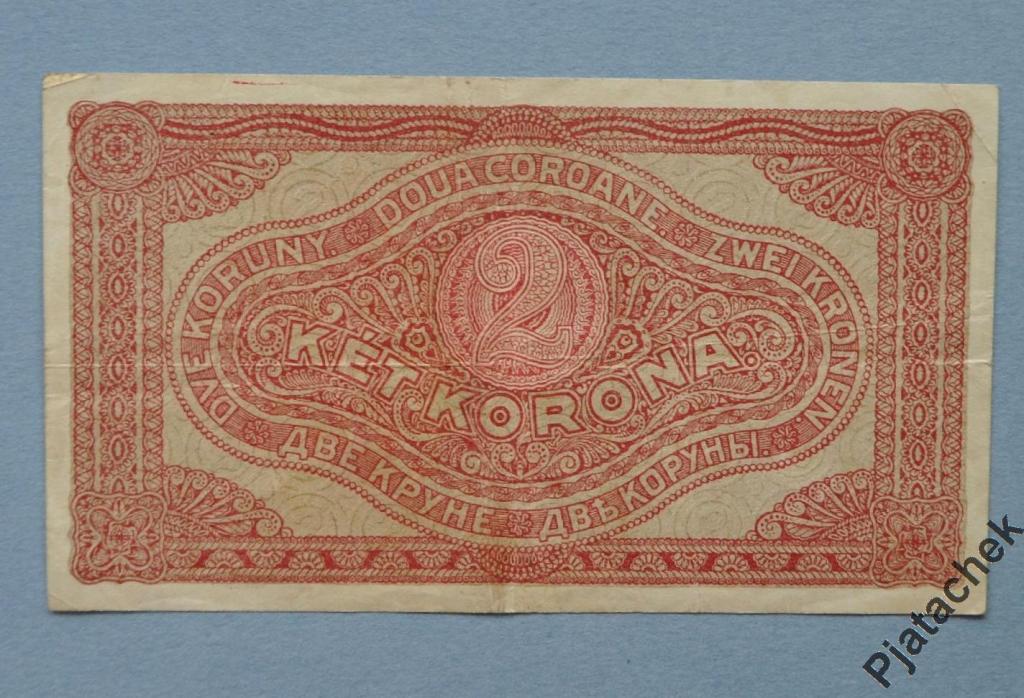 DVE KORUNY. DOUA COROANE ZWEI KRONEN
2
KÉT KORONA.
ДВЕ КРУНЕ ДВѢ КОРУНЫ.
Pjatachek